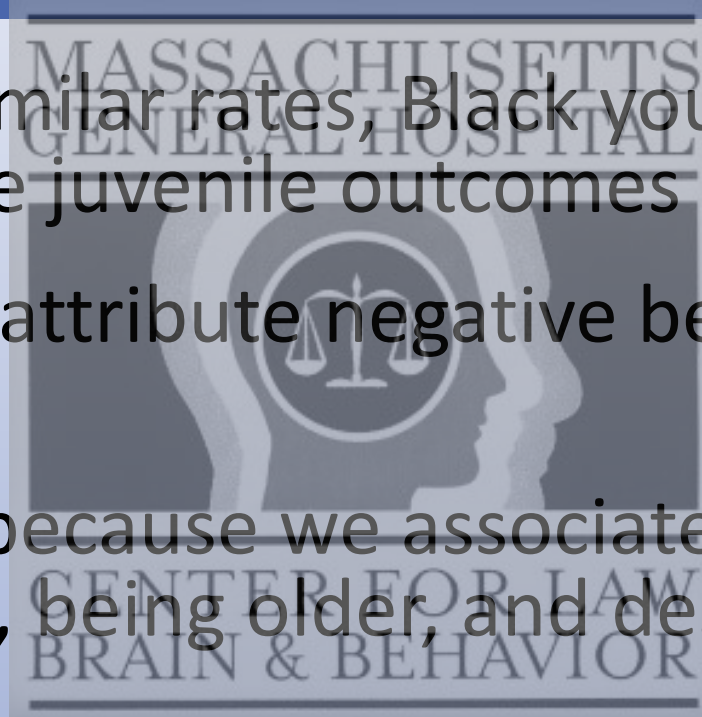 MASSACHUSETTS
milar rates, Black you
GENERAL HOSPITAL
e juvenile outcomes
attribute negative be
because we associate
CENTER FOR LAW
, being older, and de
BRAIN & BEHAVIOR